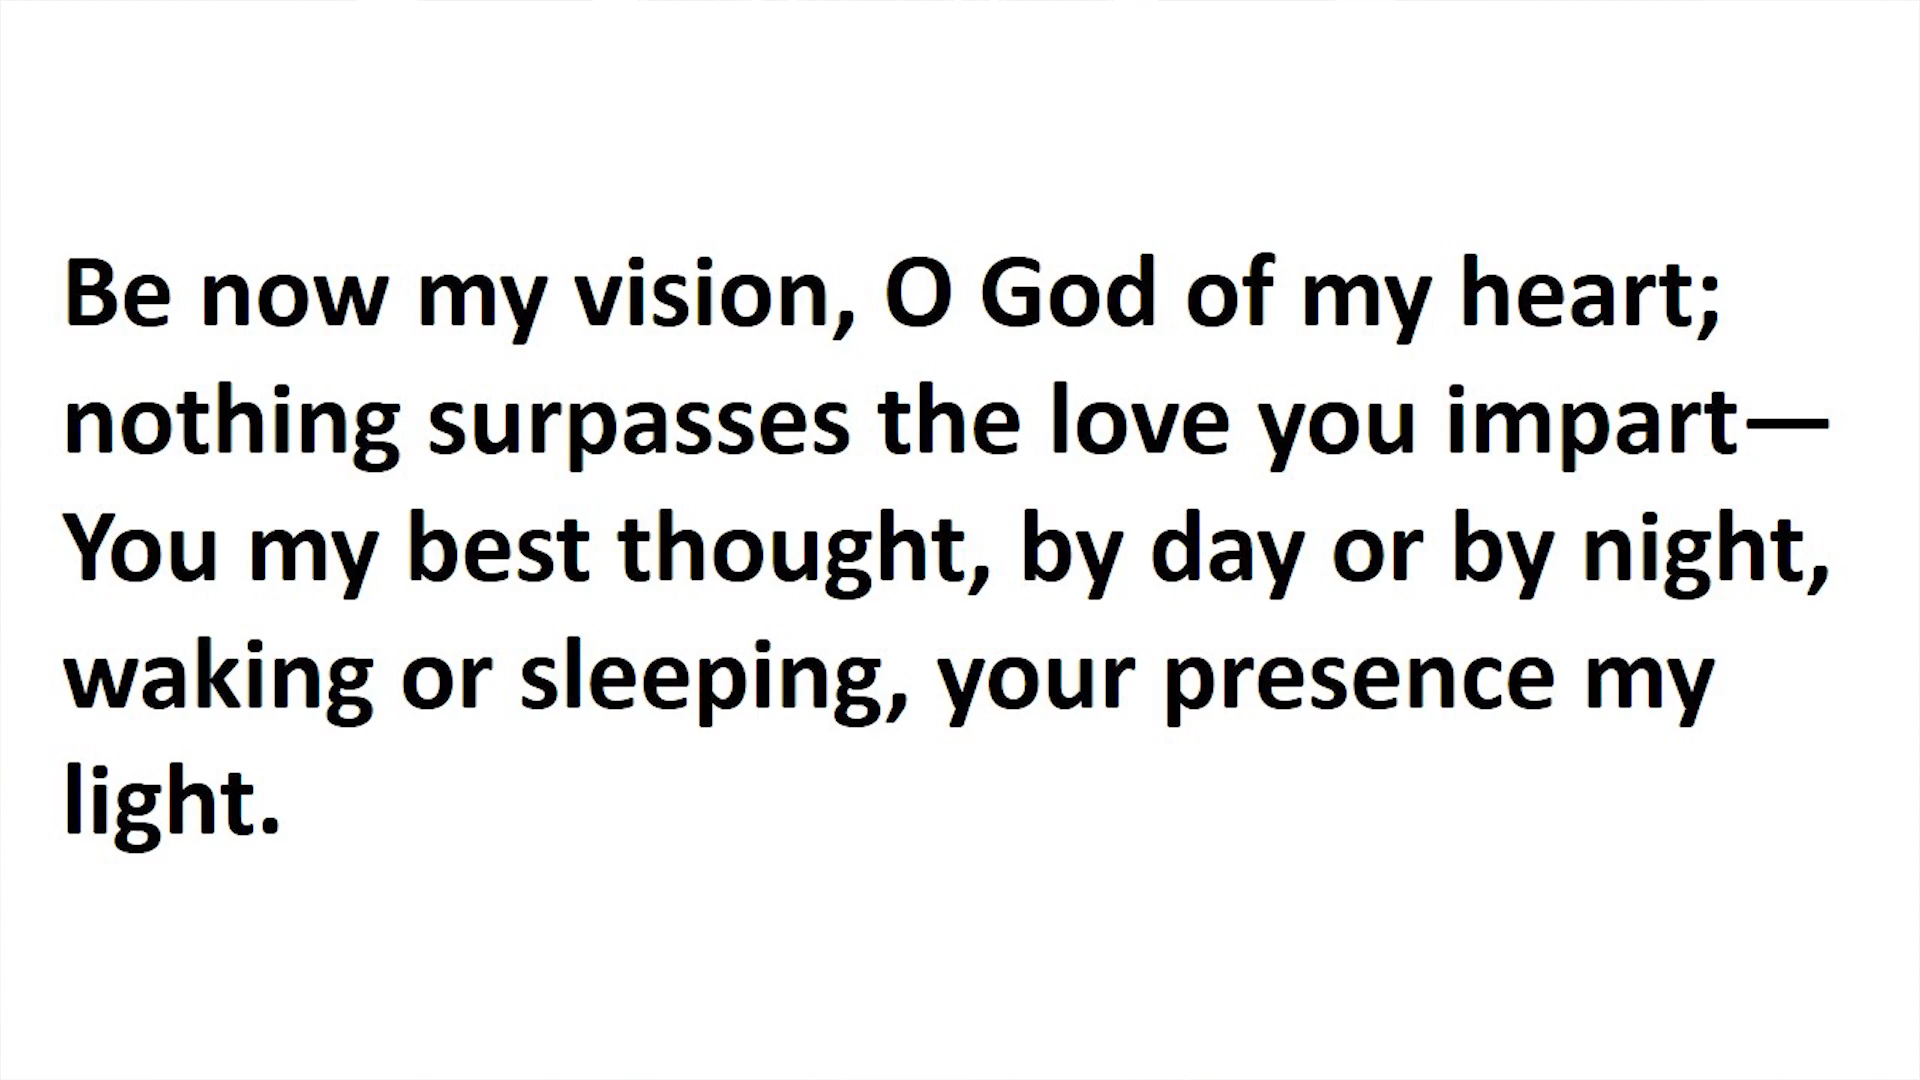 Be now my vision, O God of my heart;
nothing surpasses the love you impart—
You my best thought, by day or by night,
waking or sleeping, your presence my
light.